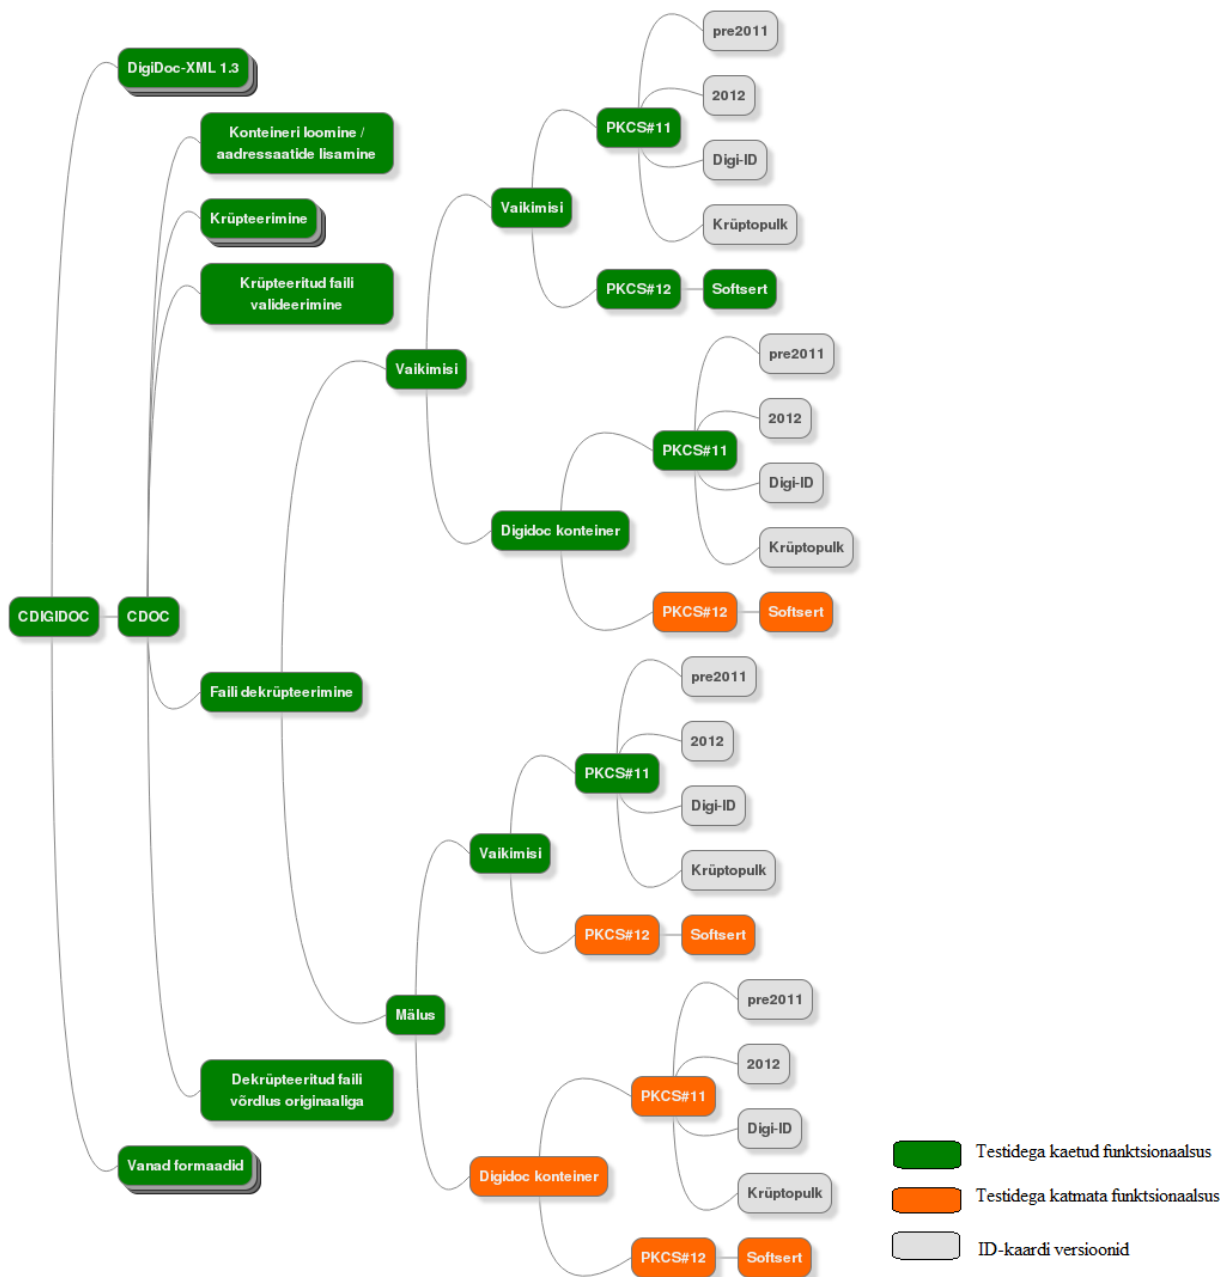 pre2011
DigiDoc-XML 1.3
2012
Konteineri loomine /
aadressaatide lisamine
PKCS#11
Digi-ID
Vaikimisi
Krüpteerimine
Krüptopulk
Krüpteeritud faili
valideerimine
PKCS#12
Softsert
pre2011
Vaikimisi
2012
PKCS#11
Digi-ID
Digidoc konteiner
Krüptopulk
CDIGIDOC
CDOC
PKCS#12
Softsert
pre2011
Faili dekrüpteerimine
2012
PKCS#11
Digi-ID
Vaikimisi
Krüptopulk
PKCS#12
Softsert
pre2011
Mälus
2012
Dekrüpteeritud faili
võrdlus originaaliga
PKCS#11
Digi-ID
Vanad formaadid
Digidoc konteiner
Krüptopulk
PKCS#12
Softsert
Testidega kaetud funktsionaalsus
Testidega katmata funktsionaalsus
ID-kaardi versioonid